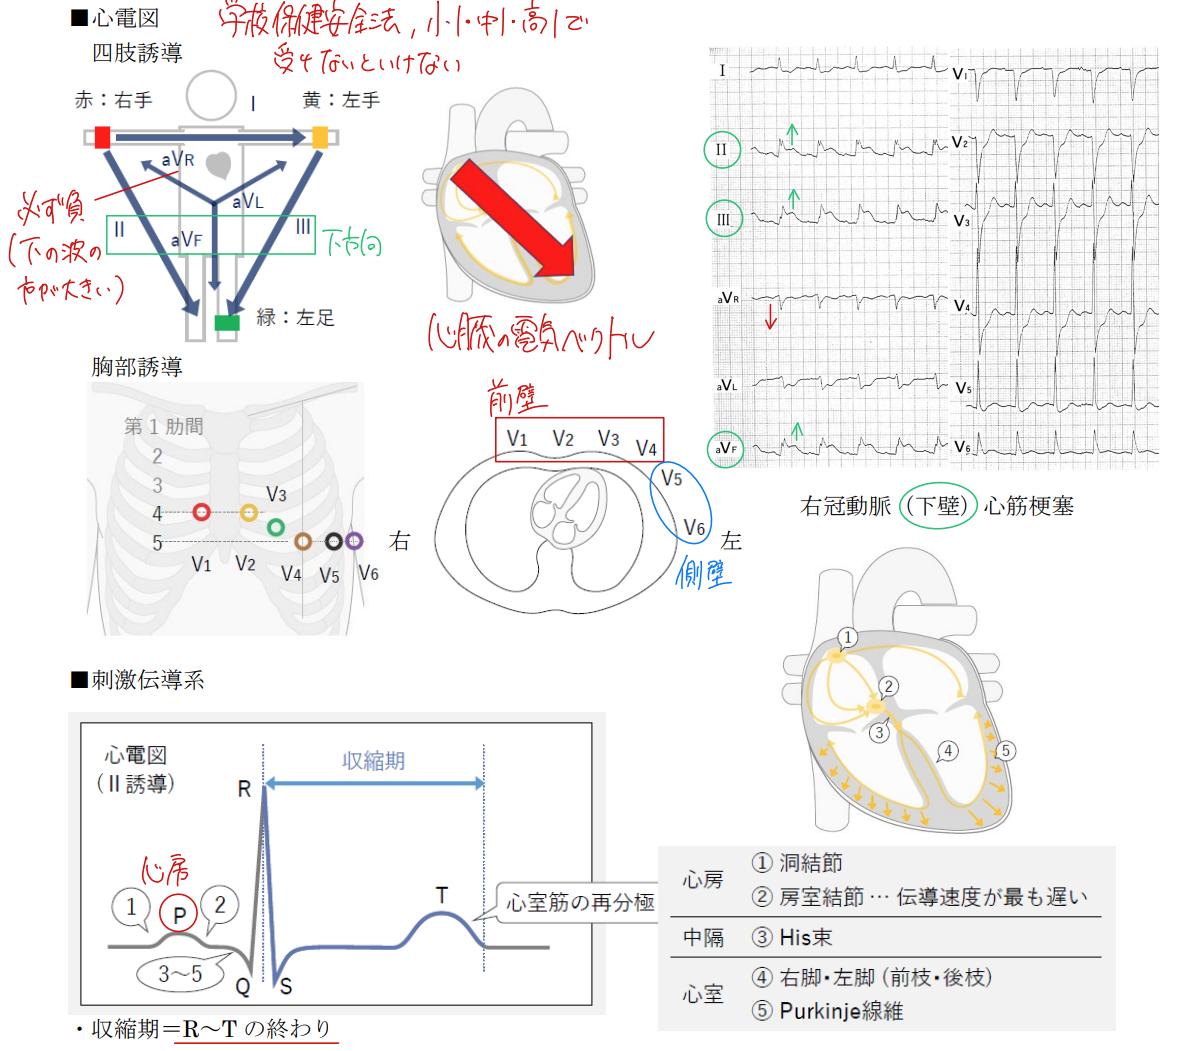 ■心電図
学校保健安全法, 小1・中1・高1で
受けないといけない
四肢誘導
赤：右手
I
黄：左手
aVR
aVL
必ず負
(下の波の
方が大きい)
II
aVF
III
下方向
緑：左足
心臓の電気ベクトル
I
II
III
aVR
aVL
aVF
V1
V2
V3
V4
V5
V6
右冠動脈（下壁）心筋梗塞
胸部誘導
第1肋間
2
3
4
5
V1
V2
V3
V4
V5
V6
前壁
V1 V2 V3 V4
V5
V6
右
左
側壁
■刺激伝導系
心電図
（II誘導）
収縮期
R
心房
1
P
2
3～5
Q
S
T
心室筋の再分極
・収縮期＝R～Tの終わり
1
2
3
4
5
心房
① 洞結節
② 房室結節 … 伝導速度が最も遅い
中隔
③ His束
心室
④ 右脚・左脚（前枝・後枝）
⑤ Purkinje線維